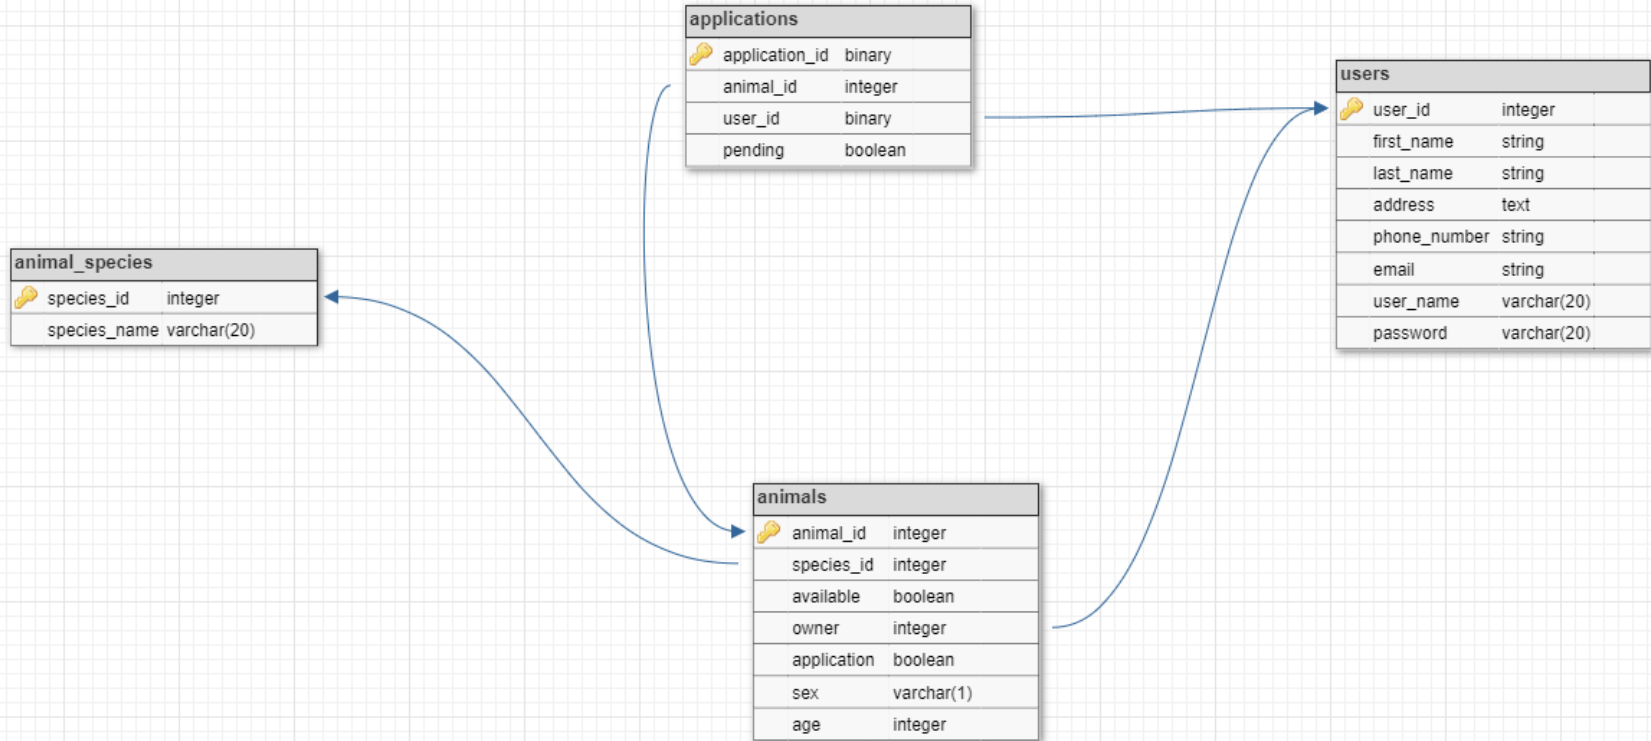 applications
application_id binary
animal_id integer
user_id binary
pending boolean
users
user_id integer
first_name string
last_name string
address text
phone_number string
email string
user_name varchar(20)
password varchar(20)
animal_species
species_id integer
species_name varchar(20)
animals
animal_id integer
species_id integer
available boolean
owner integer
application boolean
sex varchar(1)
age integer